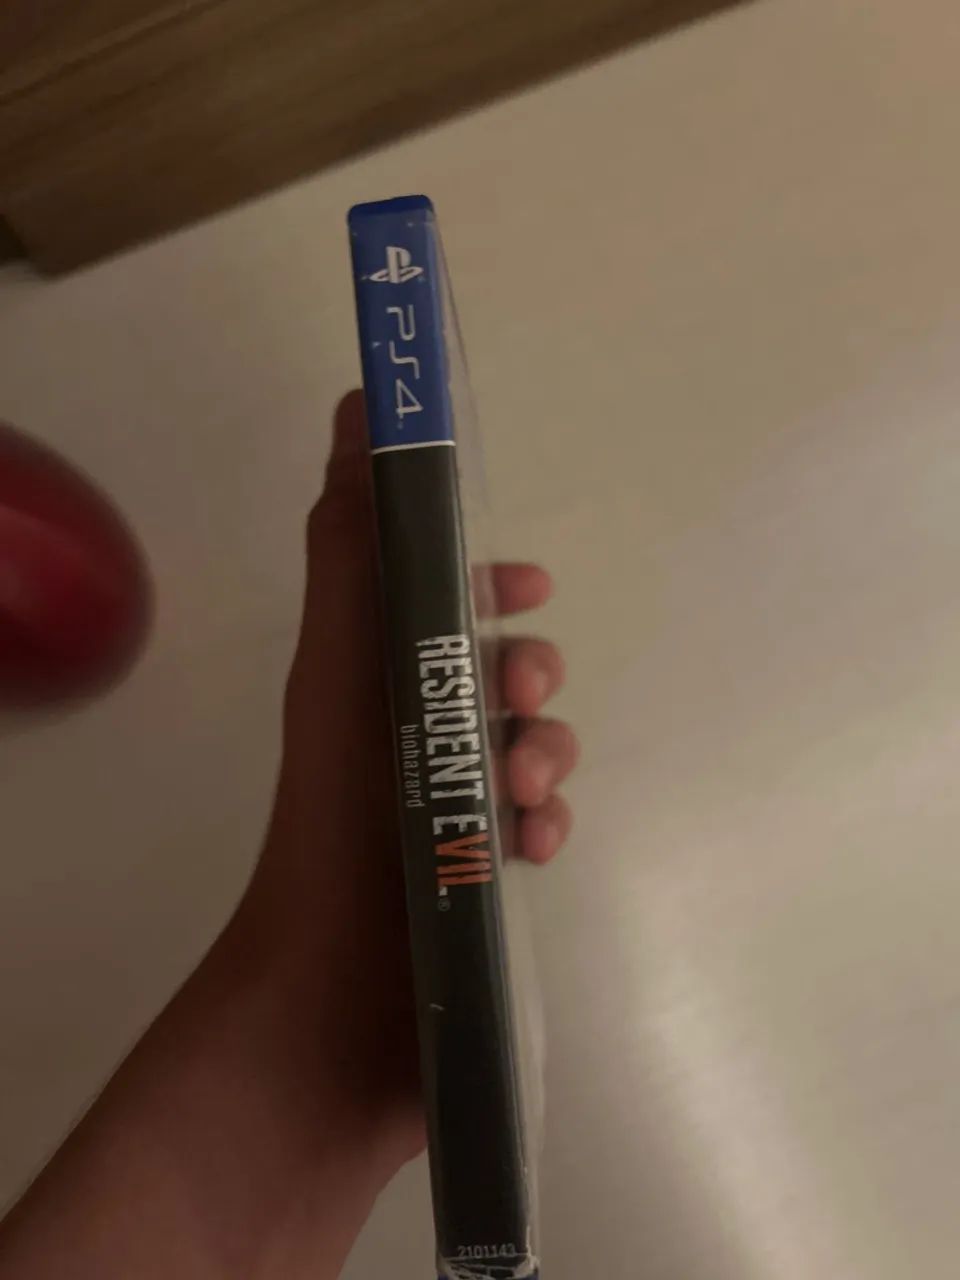 PS4
RESIDENT EVIL®
biohazard
2101143